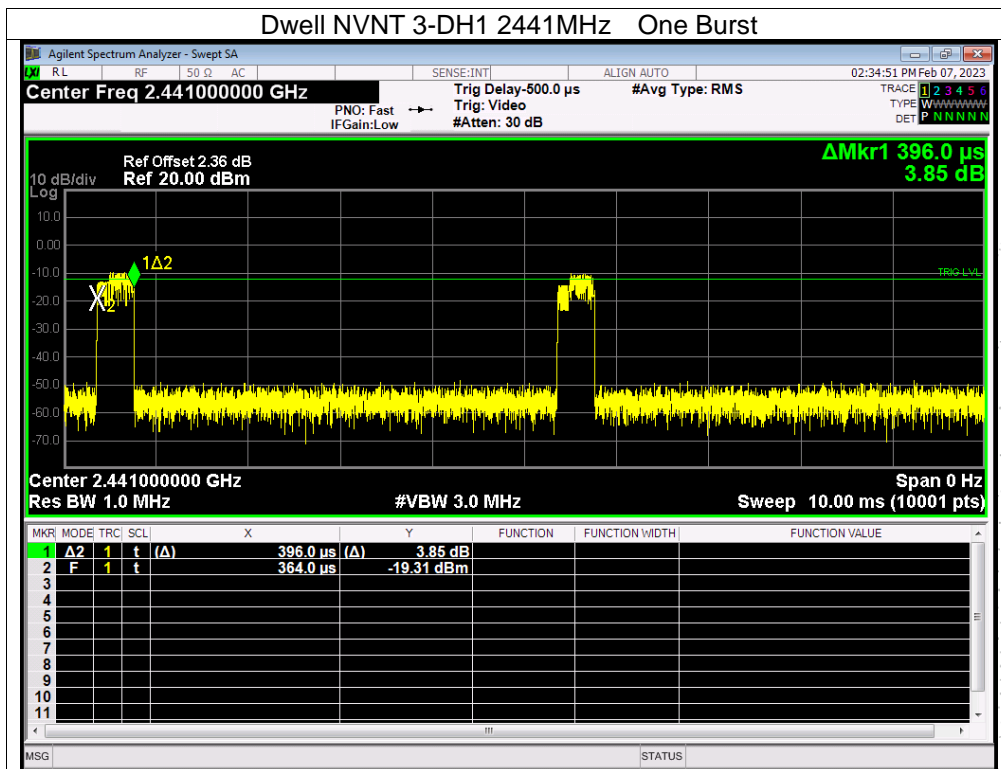 Dwell NVNT 3-DH1 2441MHz One Burst
Agilent Spectrum Analyzer - Swept SA
LXI RL RF 50 Ω AC SENSE:INT ALIGN AUTO 02:34:51 PM Feb 07, 2023
Center Freq 2.441000000 GHz
PNO: Fast
IFGain:Low
Trig Delay-500.0 µs
Trig: Video
#Atten: 30 dB
#Avg Type: RMS
TRACE 1 2 3 4 5 6
TYPE WWWWWW
DET P N N N N N
ΔMkr1 396.0 µs
3.85 dB
Ref Offset 2.36 dB
10 dB/div Ref 20.00 dBm
Log
10.0
0.00
-10.0
-20.0
-30.0
-40.0
-50.0
-60.0
-70.0
1Δ2
2
TRIG LVL
Center 2.441000000 GHz Span 0 Hz
Res BW 1.0 MHz #VBW 3.0 MHz Sweep 10.00 ms (10001 pts)
MKR MODE TRC SCL X Y FUNCTION FUNCTION WIDTH FUNCTION VALUE
1 Δ2 1 t (Δ) 396.0 µs (Δ) 3.85 dB
2 F 1 t 364.0 µs -19.31 dBm
3
4
5
6
7
8
9
10
11
MSG STATUS